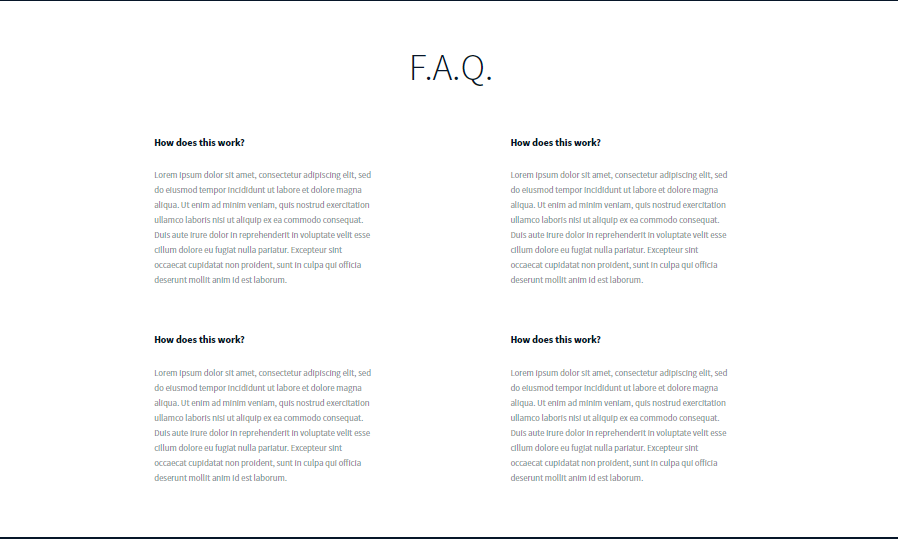 F.A.Q.
How does this work?
Lorem ipsum dolor sit amet, consectetur adipiscing elit, sed
do eiusmod tempor incididunt ut labore et dolore magna
aliqua. Ut enim ad minim veniam, quis nostrud exercitation
ullamco laboris nisi ut aliquip ex ea commodo consequat.
Duis aute irure dolor in reprehenderit in voluptate velit esse
cillum dolore eu fugiat nulla pariatur. Excepteur sint
occaecat cupidatat non proident, sunt in culpa qui officia
deserunt mollit anim id est laborum.
How does this work?
Lorem ipsum dolor sit amet, consectetur adipiscing elit, sed
do eiusmod tempor incididunt ut labore et dolore magna
aliqua. Ut enim ad minim veniam, quis nostrud exercitation
ullamco laboris nisi ut aliquip ex ea commodo consequat.
Duis aute irure dolor in reprehenderit in voluptate velit esse
cillum dolore eu fugiat nulla pariatur. Excepteur sint
occaecat cupidatat non proident, sunt in culpa qui officia
deserunt mollit anim id est laborum.
How does this work?
Lorem ipsum dolor sit amet, consectetur adipiscing elit, sed
do eiusmod tempor incididunt ut labore et dolore magna
aliqua. Ut enim ad minim veniam, quis nostrud exercitation
ullamco laboris nisi ut aliquip ex ea commodo consequat.
Duis aute irure dolor in reprehenderit in voluptate velit esse
cillum dolore eu fugiat nulla pariatur. Excepteur sint
occaecat cupidatat non proident, sunt in culpa qui officia
deserunt mollit anim id est laborum.
How does this work?
Lorem ipsum dolor sit amet, consectetur adipiscing elit, sed
do eiusmod tempor incididunt ut labore et dolore magna
aliqua. Ut enim ad minim veniam, quis nostrud exercitation
ullamco laboris nisi ut aliquip ex ea commodo consequat.
Duis aute irure dolor in reprehenderit in voluptate velit esse
cillum dolore eu fugiat nulla pariatur. Excepteur sint
occaecat cupidatat non proident, sunt in culpa qui officia
deserunt mollit anim id est laborum.